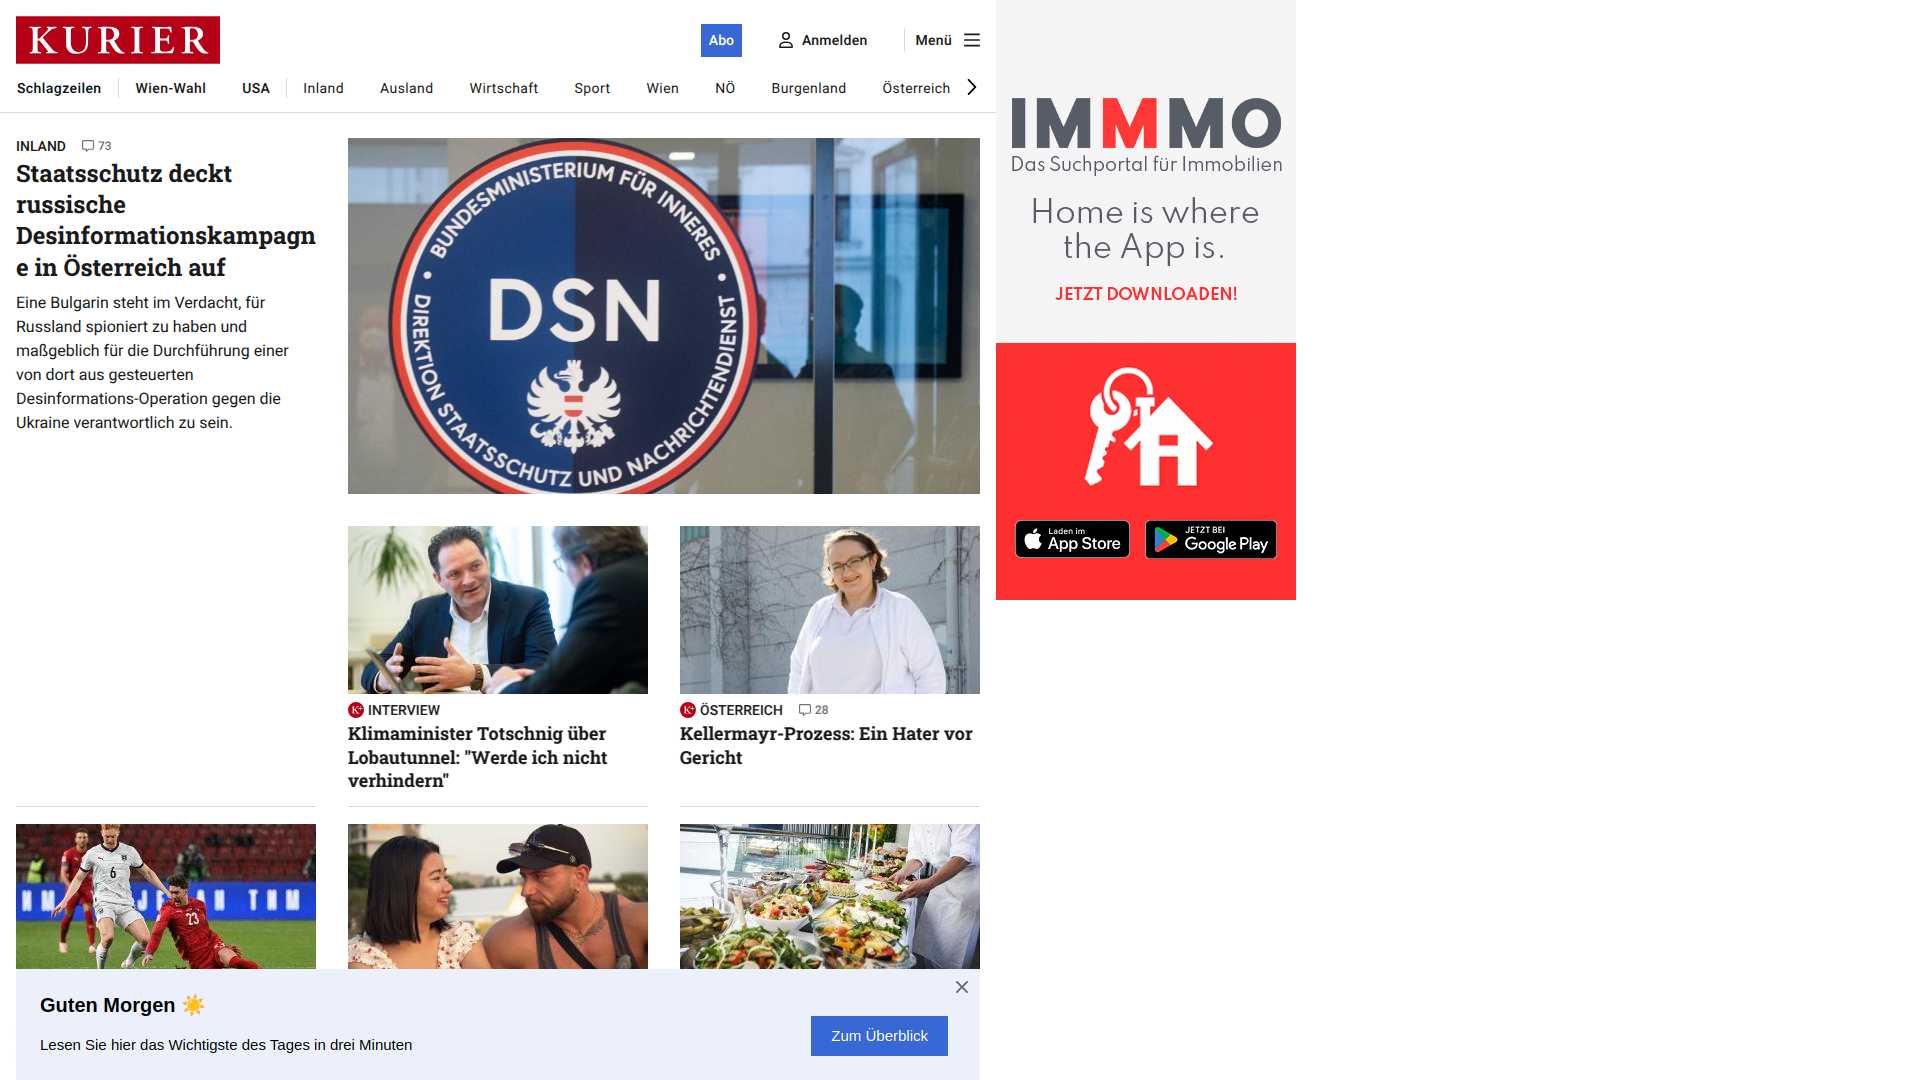 KURIER
Abo
Anmelden
Menü
Schlagzeilen
Wien-Wahl
USA
Inland
Ausland
Wirtschaft
Sport
Wien
NÖ
Burgenland
Österreich
INLAND 73
Staatsschutz deckt
russische
Desinformationskampagn
e in Österreich auf
Eine Bulgarin steht im Verdacht, für
Russland spioniert zu haben und
maßgeblich für die Durchführung einer
von dort aus gesteuerten
Desinformations-Operation gegen die
Ukraine verantwortlich zu sein.
• BUNDESMINISTERIUM FÜR INNERES •
DSN
DIREKTION STAATSSCHUTZ UND NACHRICHTENDIENST
K+ INTERVIEW
Klimaminister Totschnig über
Lobautunnel: "Werde ich nicht
verhindern"
K+ ÖSTERREICH 28
Kellermayr-Prozess: Ein Hater vor
Gericht
6
23
Guten Morgen ☀️
Lesen Sie hier das Wichtigste des Tages in drei Minuten
Zum Überblick
IMMMO
Das Suchportal für Immobilien
Home is where
the App is.
JETZT DOWNLOADEN!
Laden im
App Store
JETZT BEI
Google Play